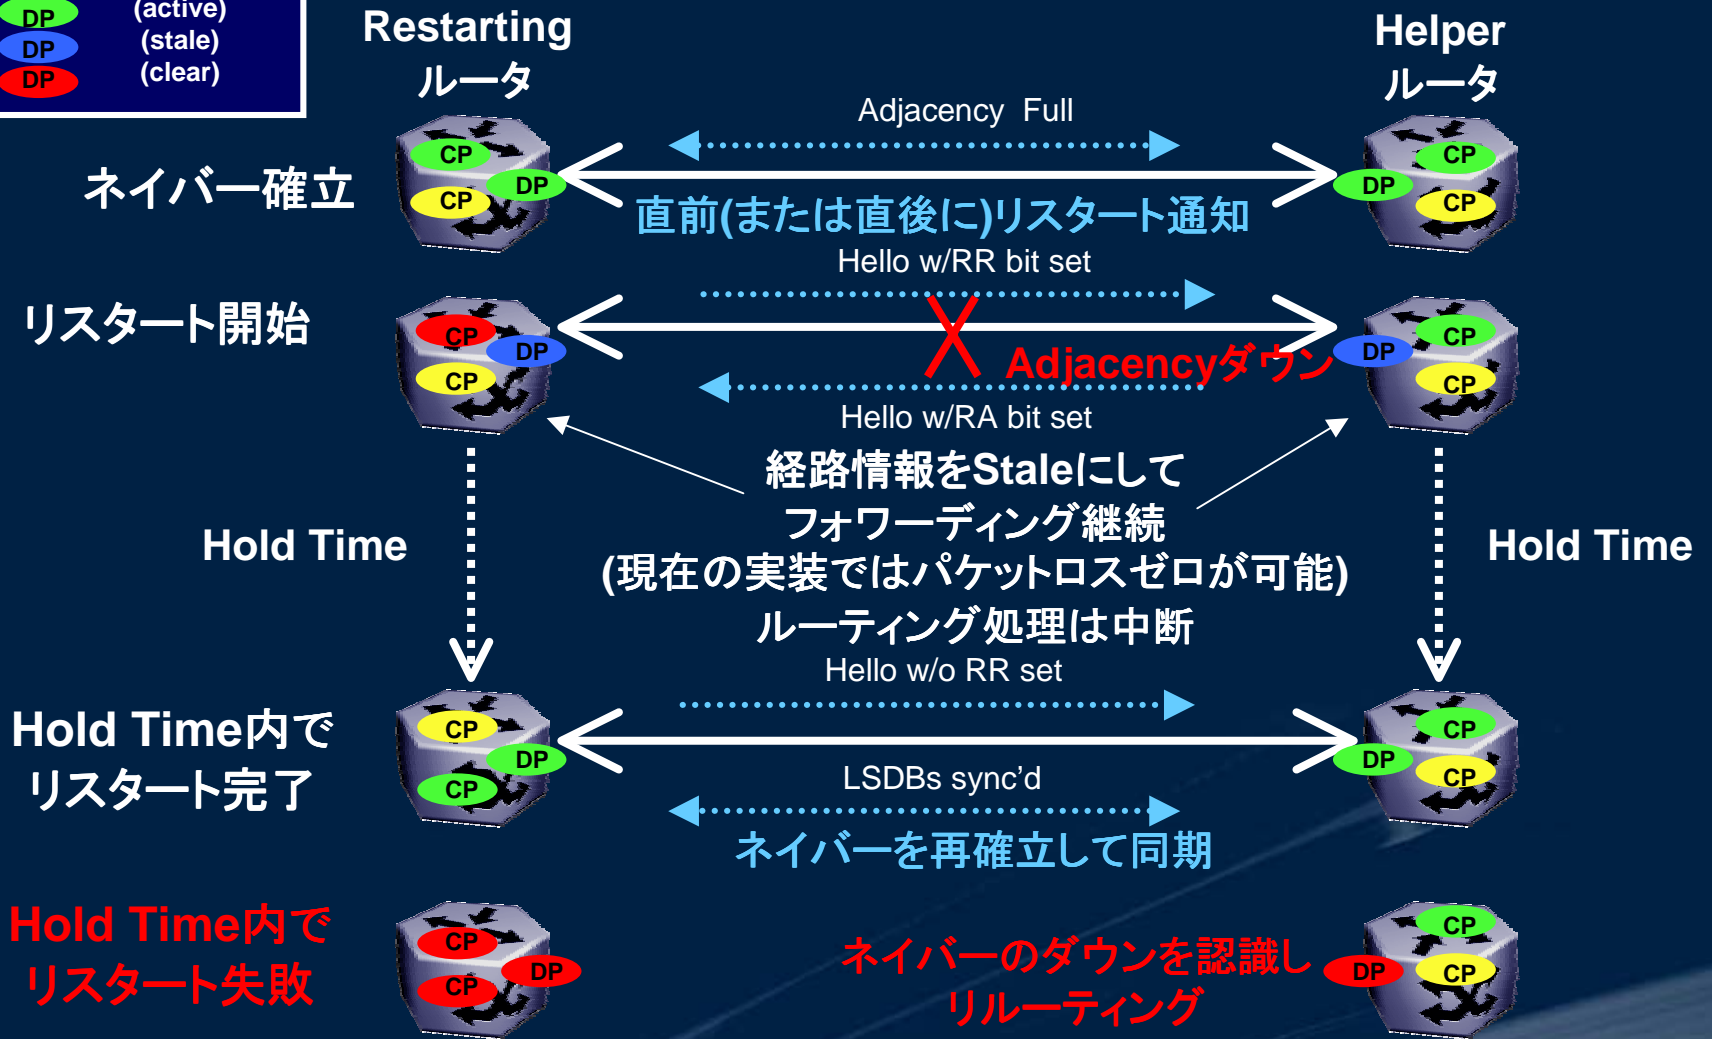 DP (active)
DP (stale)
DP (clear)
Restarting
ルータ
Helper
ルータ
ネイバー確立
CP
DP
CP
Adjacency Full
直前(または直後に)リスタート通知
CP
DP
CP
リスタート開始
CP
DP
CP
Hello w/RR bit set
Adjacencyダウン
Hello w/RA bit set
CP
DP
CP
経路情報をStaleにして
フォワーディング継続
(現在の実装ではパケットロスゼロが可能)
ルーティング処理は中断
Hold Time
Hold Time
Hold Time内で
リスタート完了
CP
DP
CP
Hello w/o RR set
LSDBs sync'd
ネイバーを再確立して同期
CP
DP
CP
Hold Time内で
リスタート失敗
CP
DP
CP
ネイバーのダウンを認識し
リルーティング
CP
DP
CP